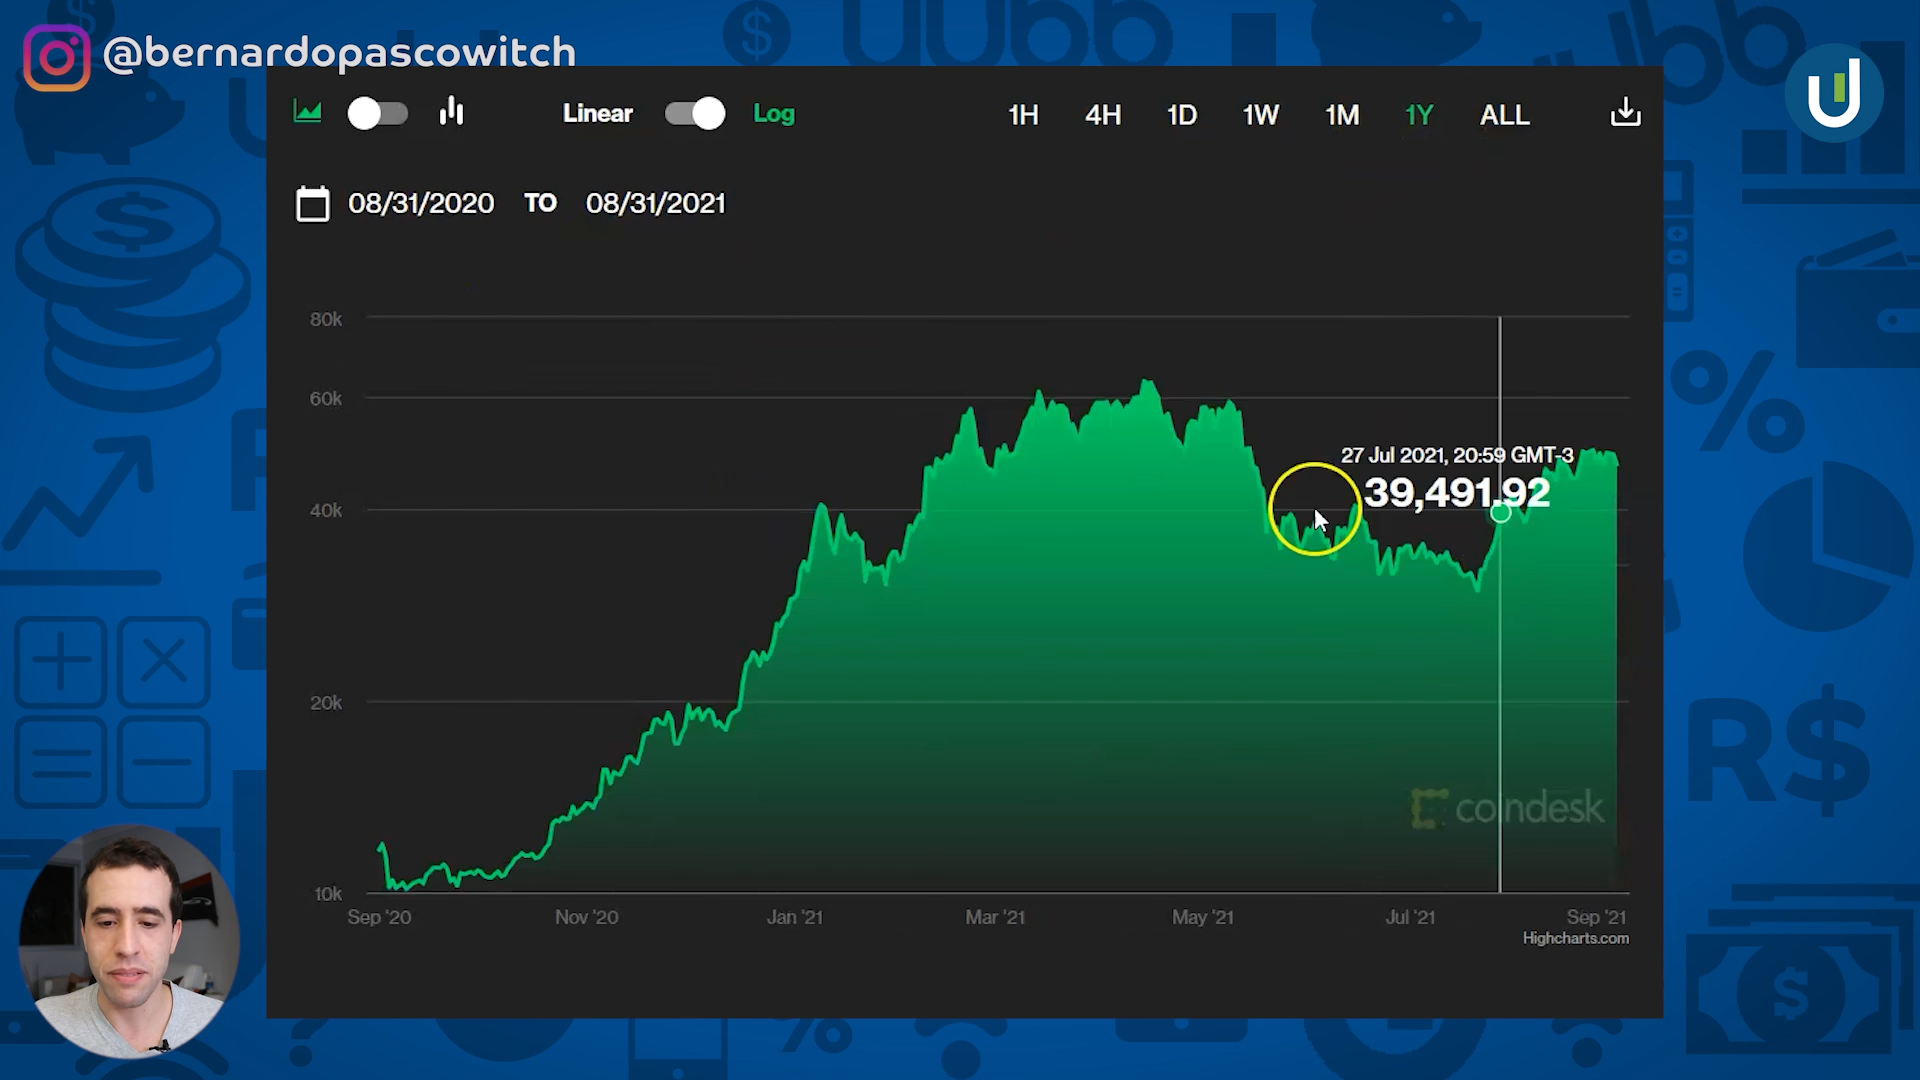 @bernardopascowitch
Linear Log 1H 4H 1D 1W 1M 1Y ALL
08/31/2020 TO 08/31/2021
80k
60k
27 Jul 2021, 20:59 GMT-3
39,491.92
40k
20k
coindesk
10k
Sep '20 Nov '20 Jan '21 Mar '21 May '21 Jul '21 Sep '21
Highcharts.com
R$